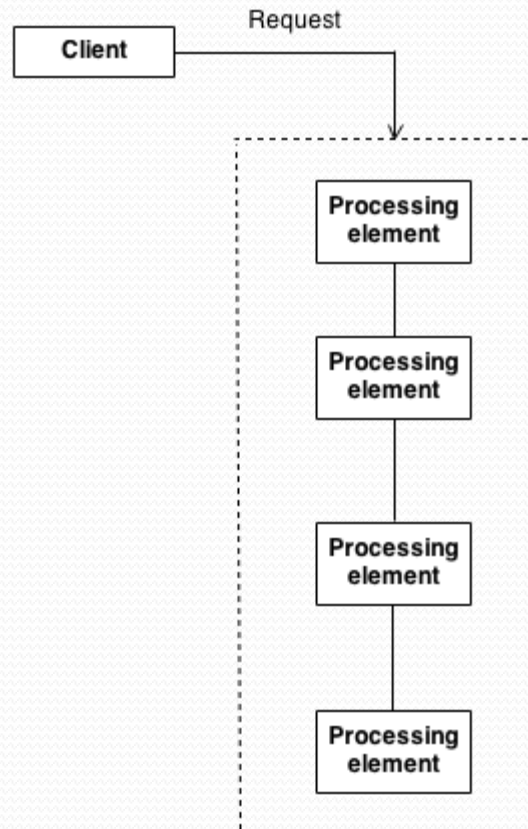 Request
Client
Processing
element
Processing
element
Processing
element
Processing
element